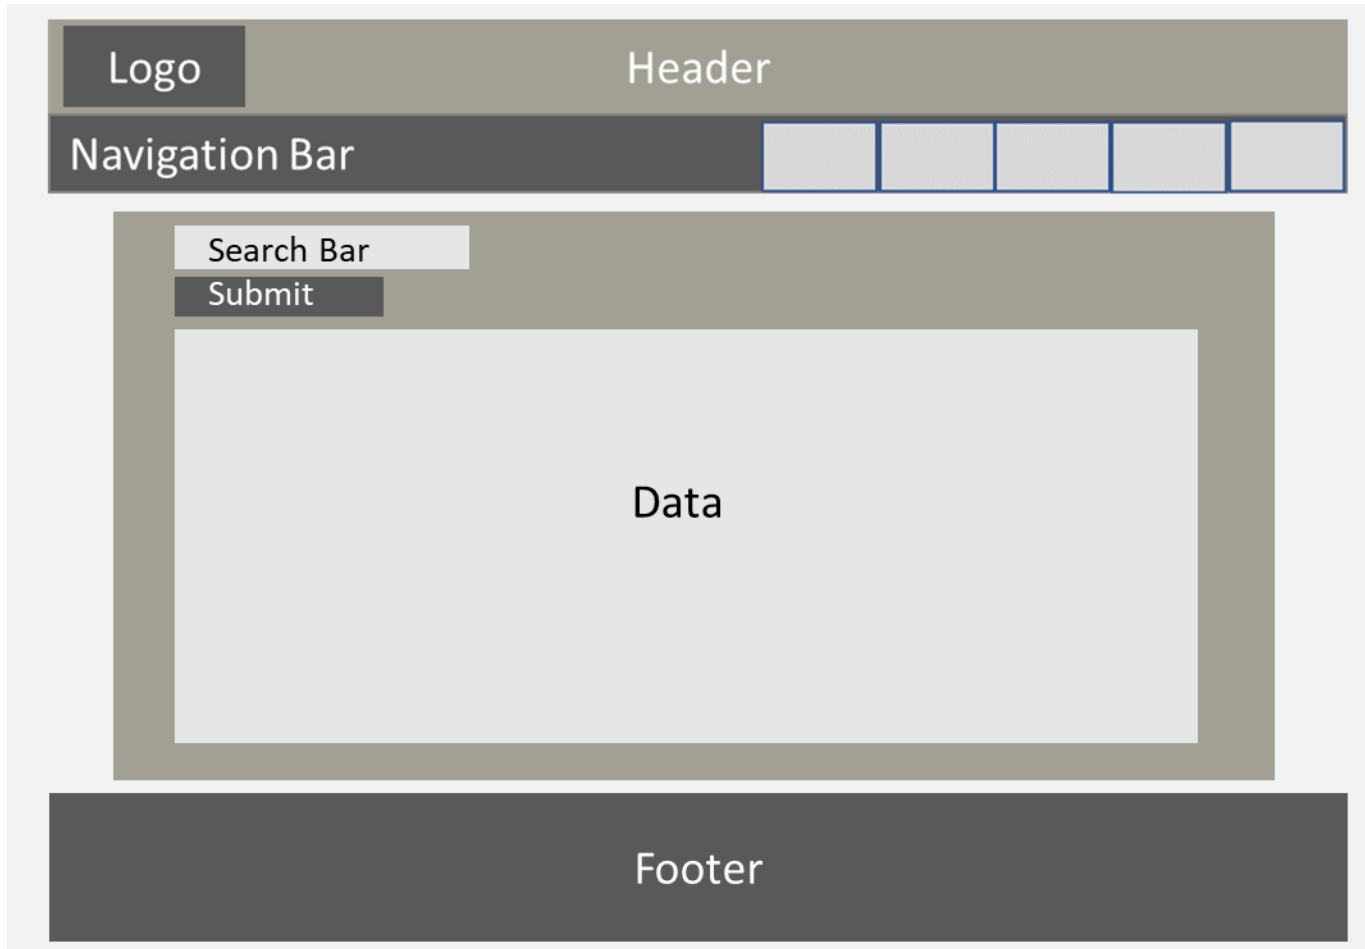 Logo
Header
Navigation Bar
Search Bar
Submit
Data
Footer